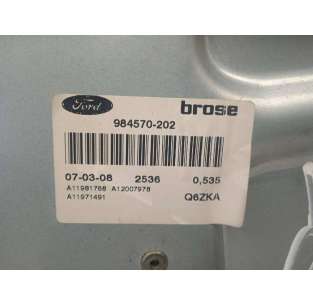 Ford brose
984570-202
07-03-08 2536 0,535
A11981768 A12007978
A11971491 Q6ZKA